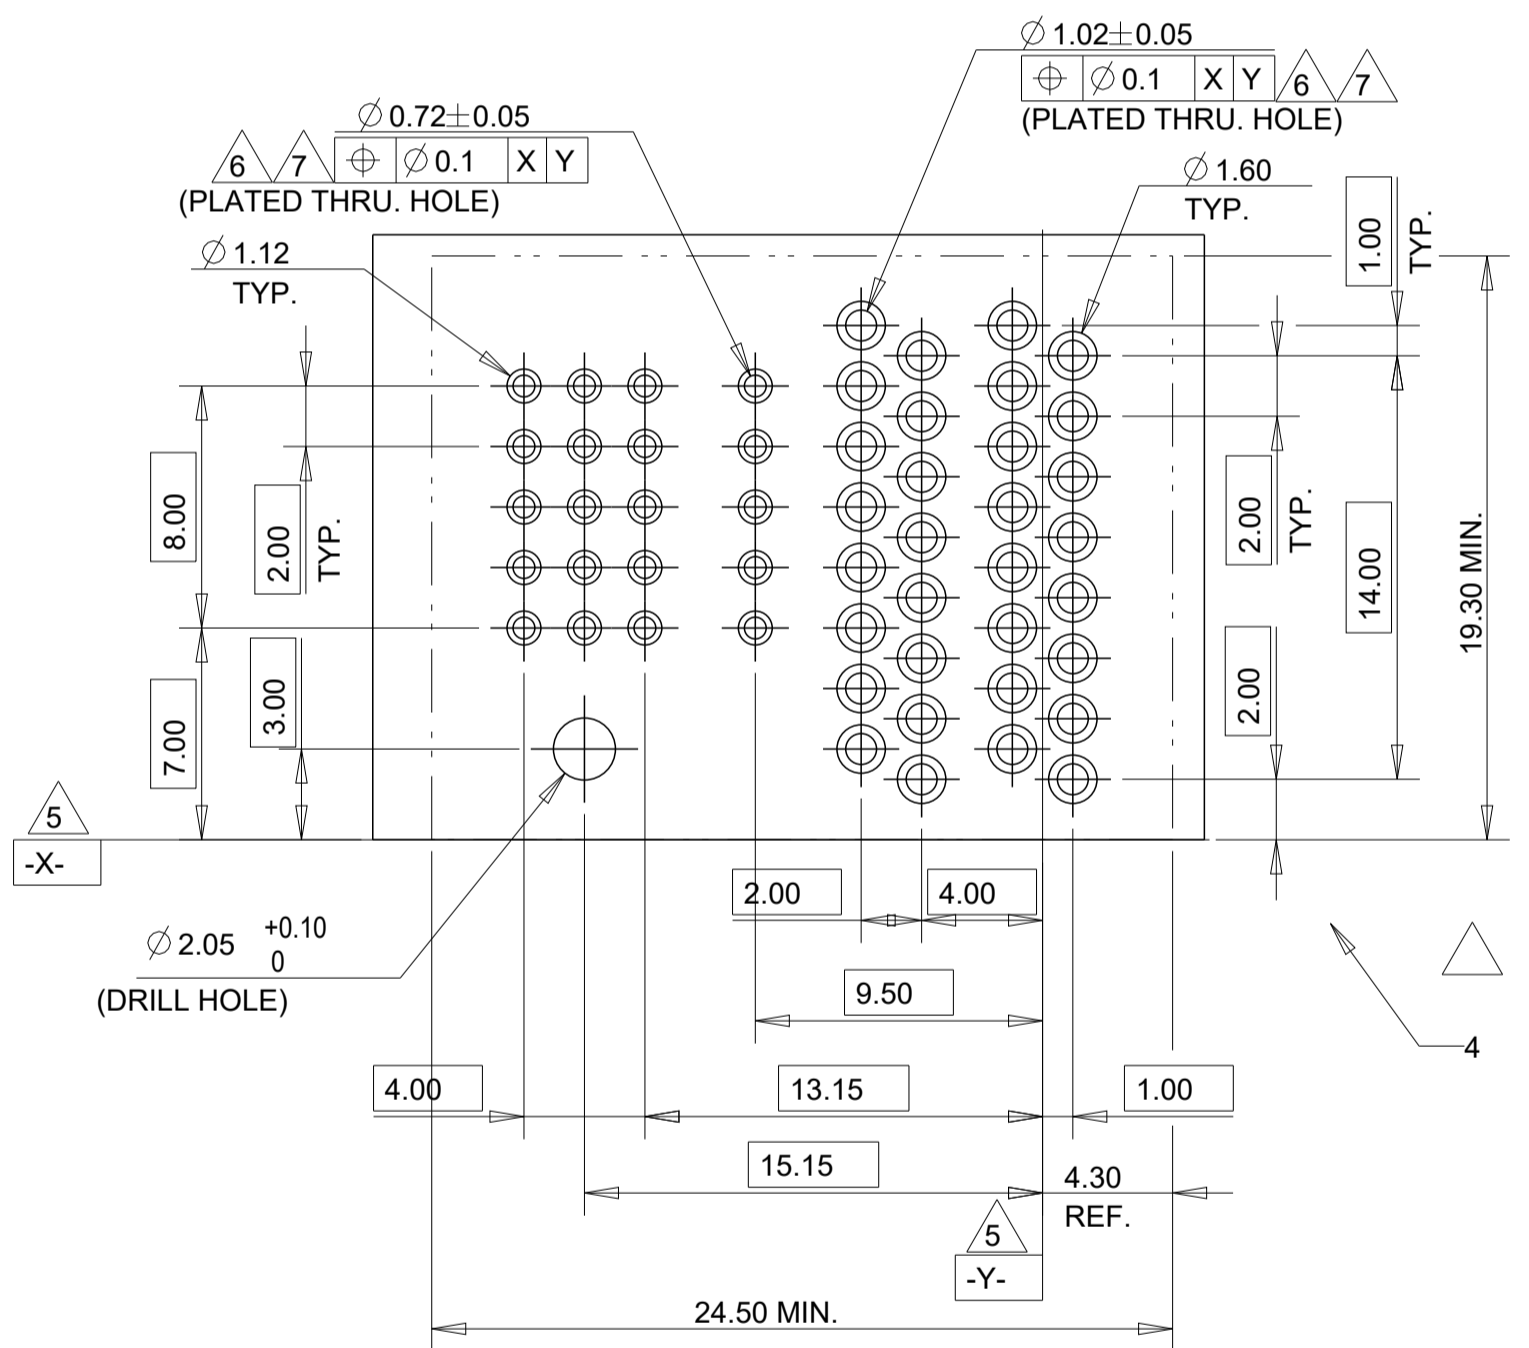 ∅ 1.02±0.05
⌖ ∅ 0.1 X Y 6 7
(PLATED THRU. HOLE)
∅ 0.72±0.05
6 7 ⌖ ∅ 0.1 X Y
(PLATED THRU. HOLE)
∅ 1.60
TYP.
1.00
TYP.
∅ 1.12
TYP.
8.00
2.00
TYP.
2.00
TYP.
14.00
19.30 MIN.
7.00
3.00
2.00
5
-X-
2.00
4.00
∅ 2.05 +0.10
0
(DRILL HOLE)
9.50
4
4.00
13.15
1.00
15.15
4.30
REF.
5
-Y-
24.50 MIN.